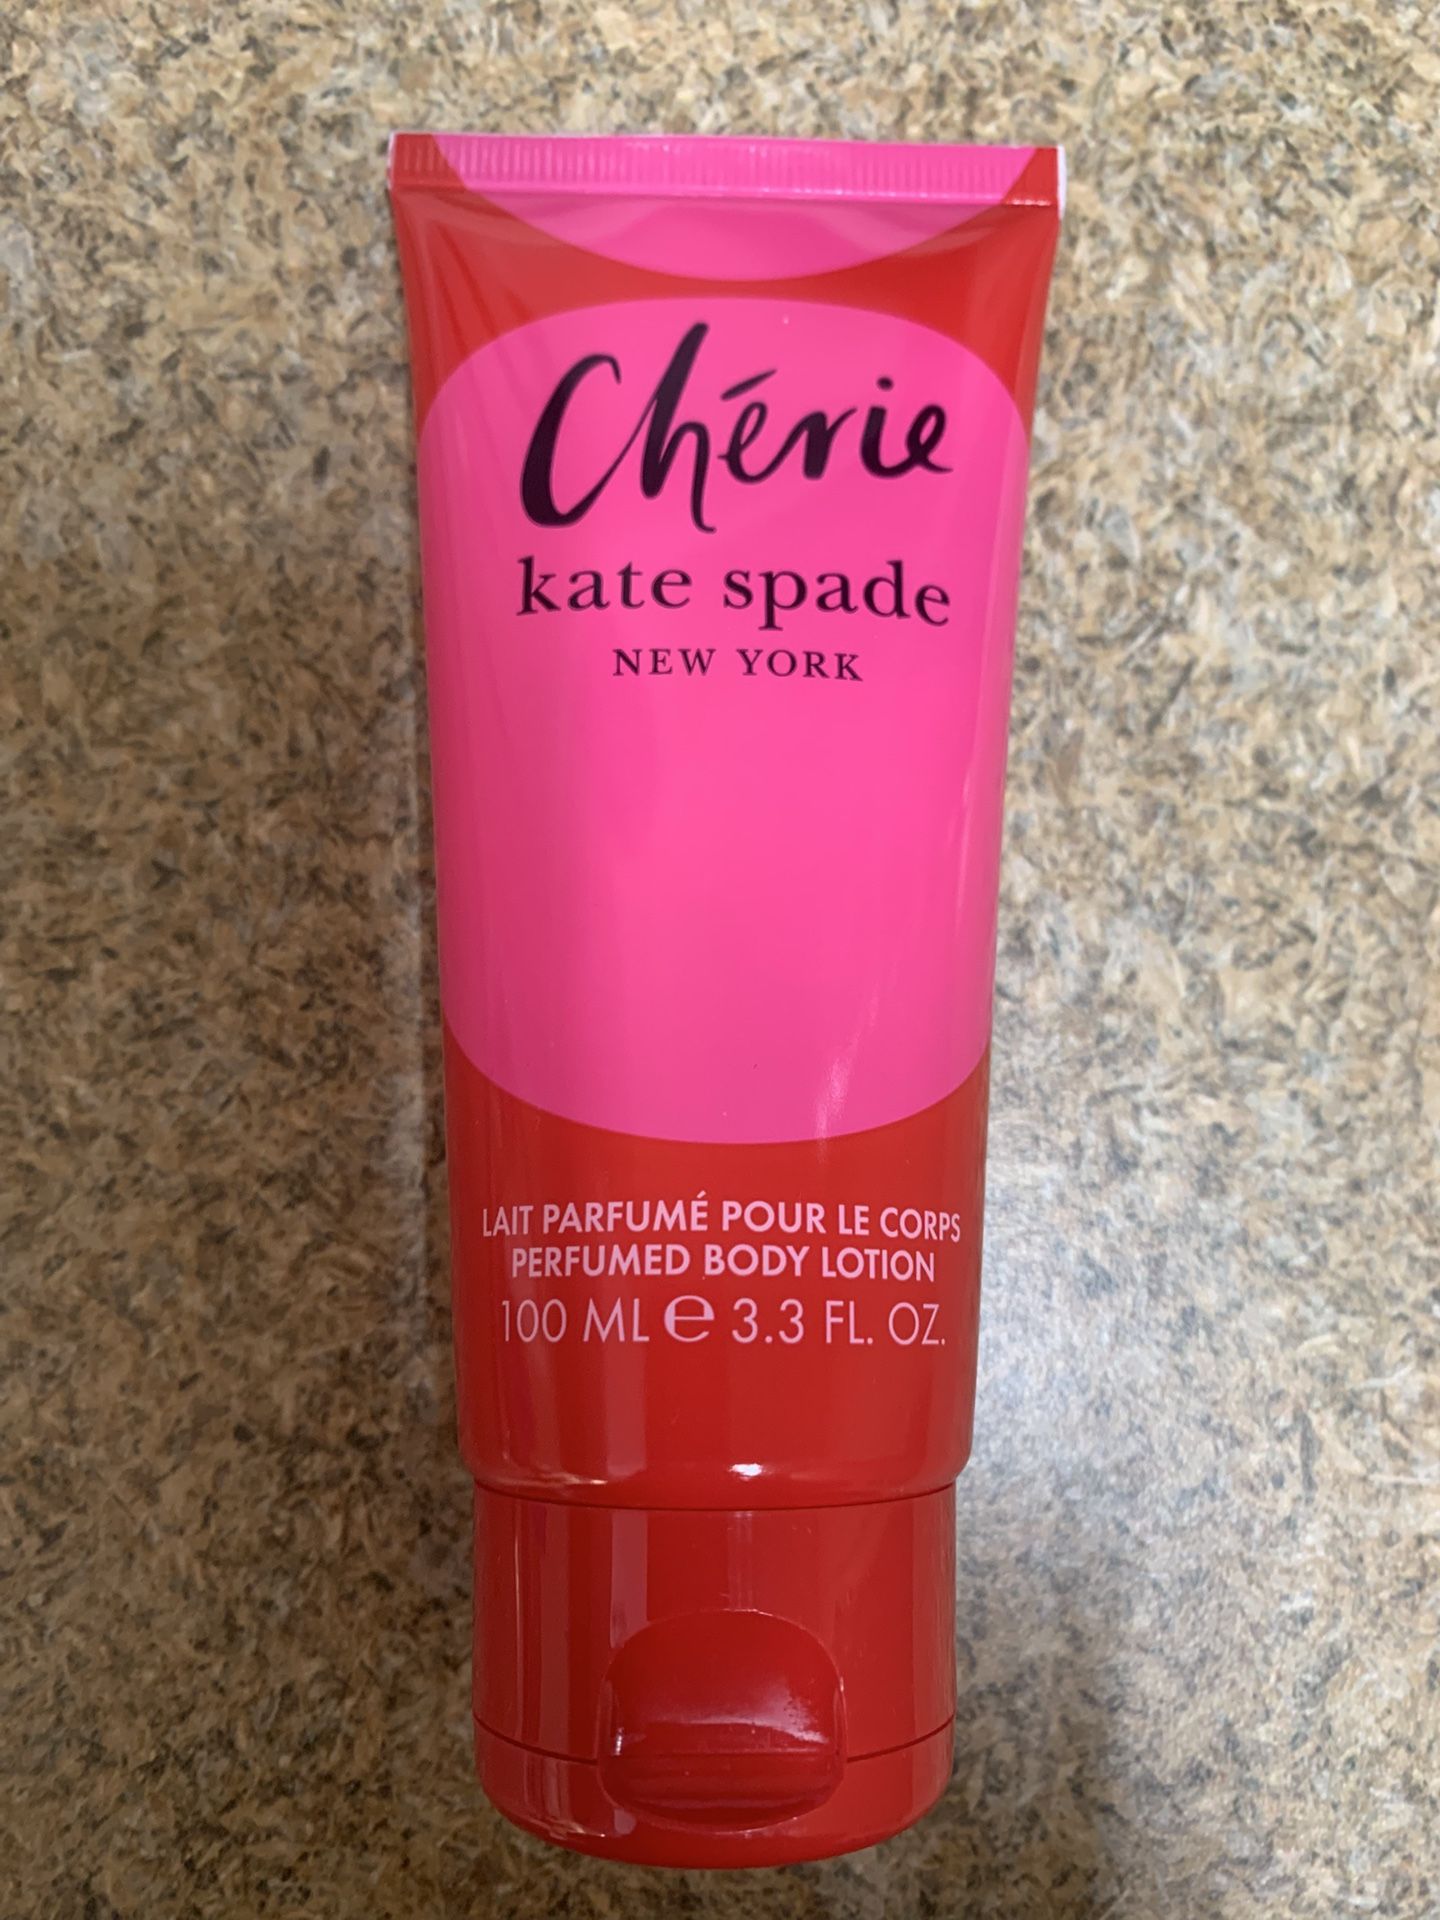 Chérie
kate spade
NEW YORK
LAIT PARFUMÉ POUR LE CORPS
PERFUMED BODY LOTION
100 ML ℮ 3.3 FL. OZ.